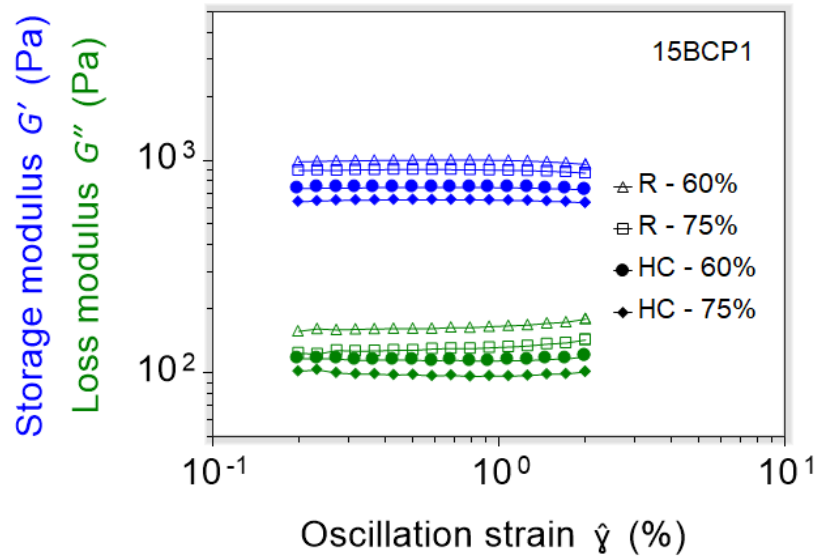 Storage modulus G′ (Pa)
Loss modulus G″ (Pa)
15BCP1
10³
10²
R - 60%
R - 75%
HC - 60%
HC - 75%
10⁻¹
10⁰
10¹
Oscillation strain γ̂ (%)